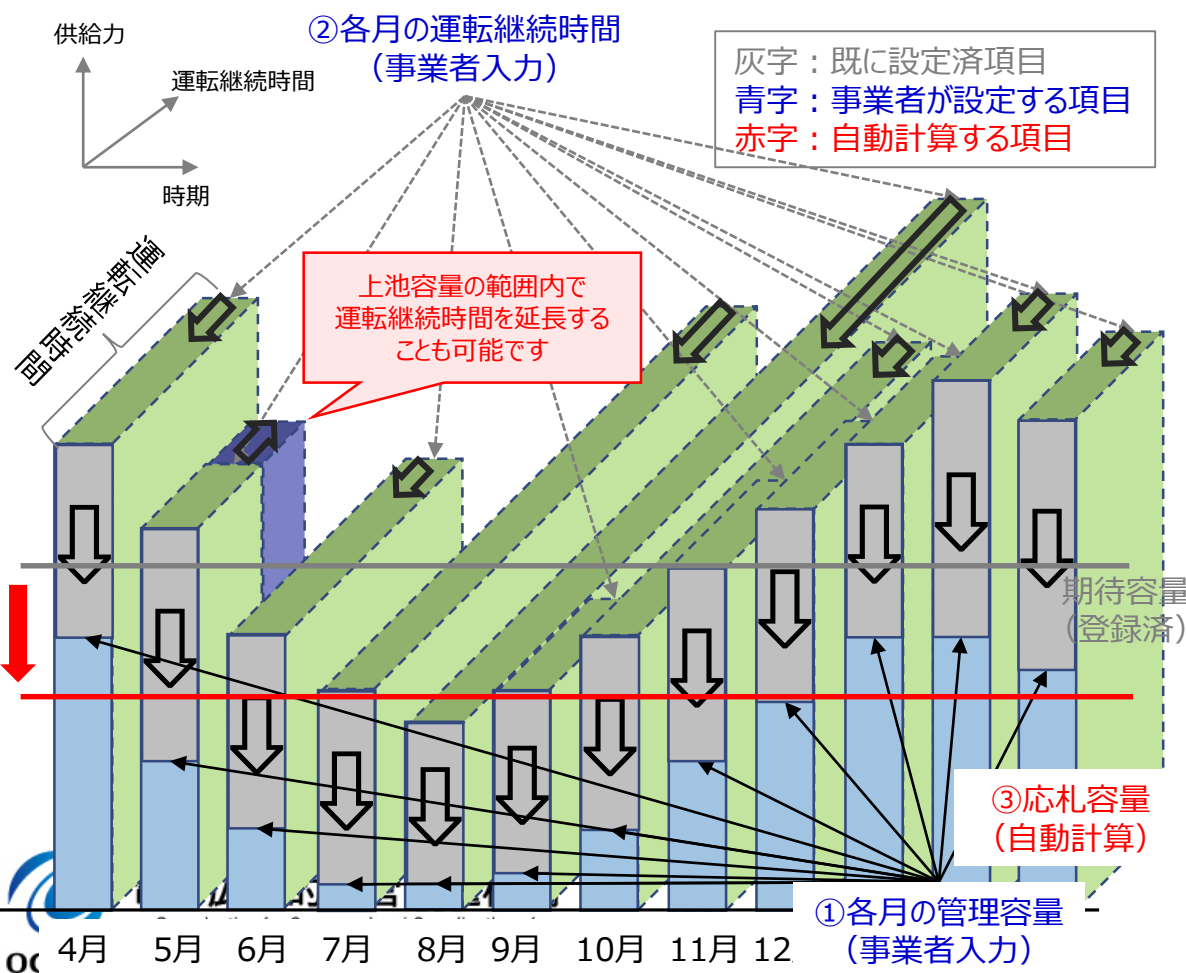 ②各月の運転継続時間
（事業者入力）
供給力
運転継続時間
時期
灰字：既に設定済項目
青字：事業者が設定する項目
赤字：自動計算する項目
運転継続時間
上池容量の範囲内で
運転継続時間を延長する
ことも可能です
期待容量
（登録済）
③応札容量
（自動計算）
①各月の管理容量
（事業者入力）
4月 5月 6月 7月 8月 9月 10月 11月 12